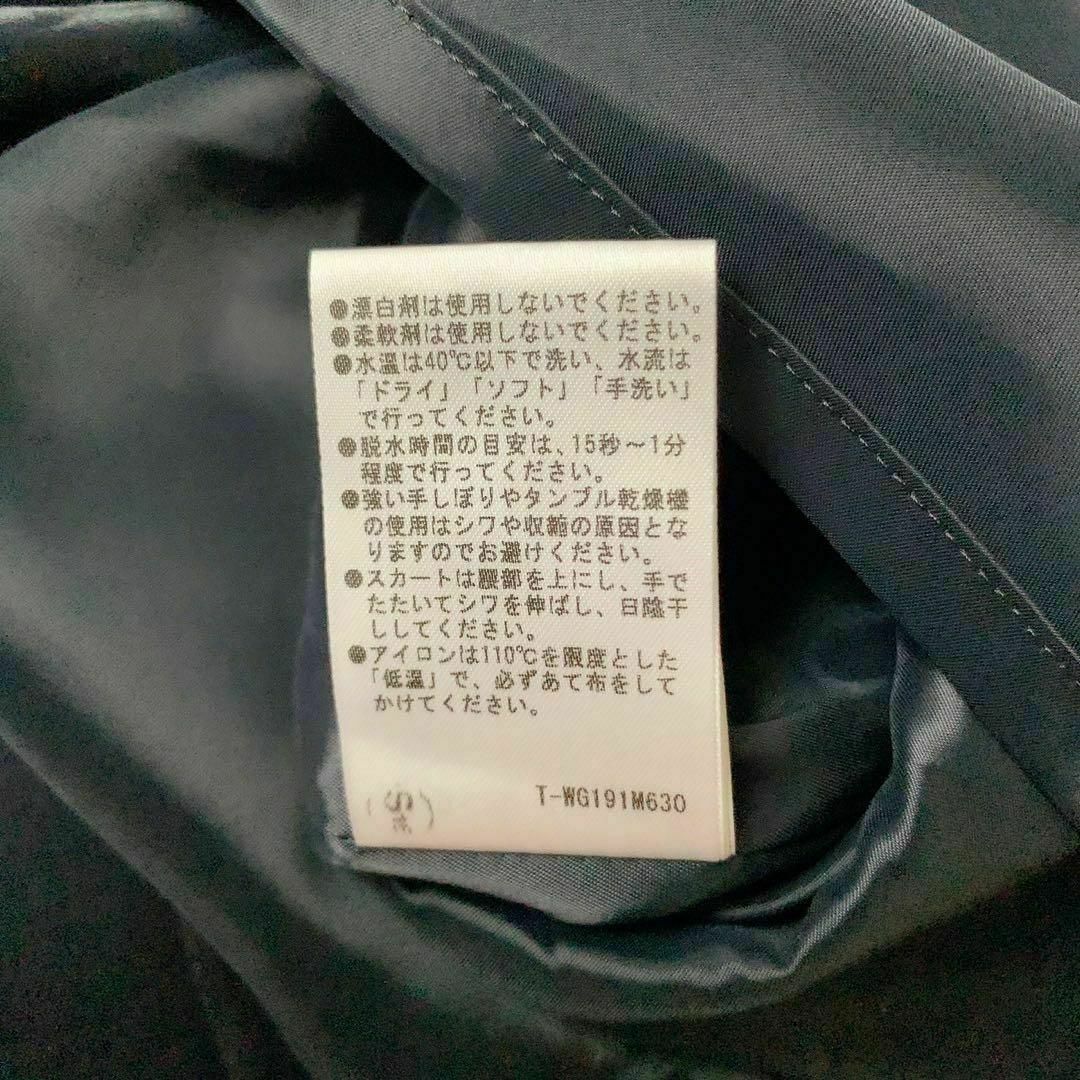 ●漂白剤は使用しないでください。
●柔軟剤は使用しないでください。
●水温は40℃以下で洗い、水流は
「ドライ」「ソフト」「手洗い」
で行ってください。
●脱水時間の目安は、15秒～1分
程度で行ってください。
●強い手しぼりやタンブル乾燥機
の使用はシワや収縮の原因とな
りますのでお避けください。
●スカートは腰部を上にし、手で
たたいてシワを伸ばし、日陰干
ししてください。
●アイロンは110℃を限度とした
「低温」で、必ずあて布をして
かけてください。
T-WG191M630